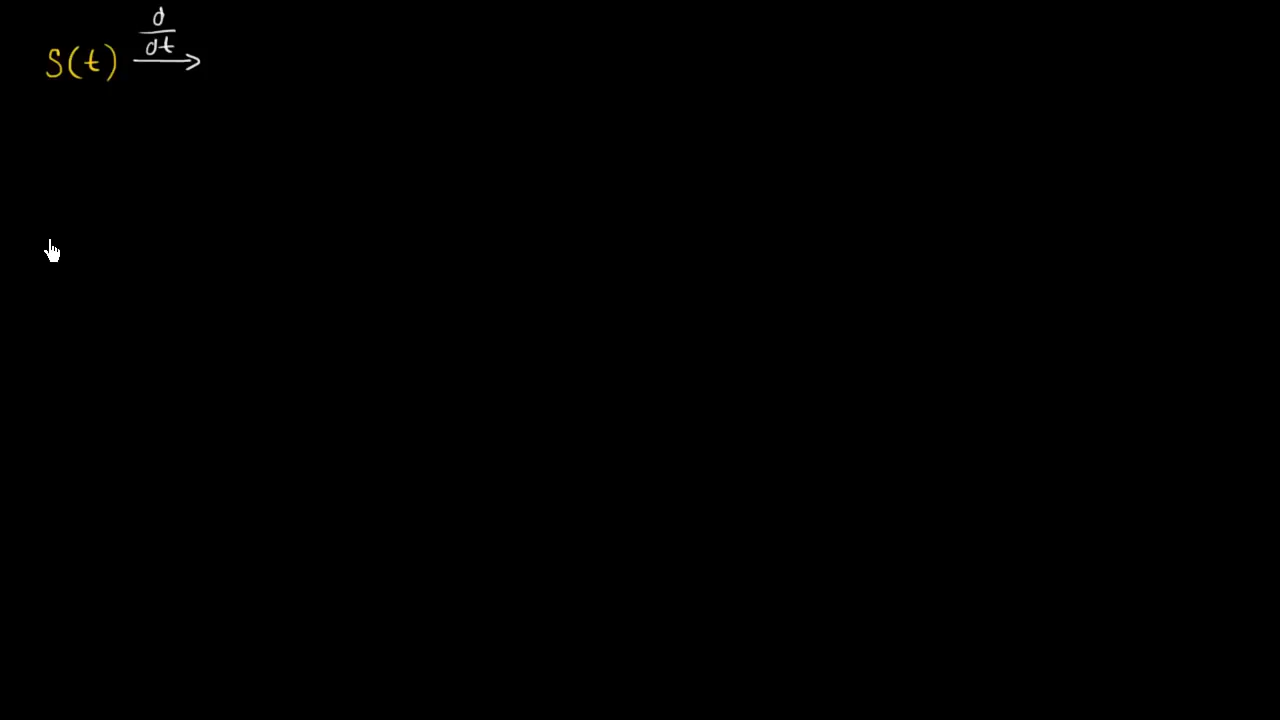 S(t) d/dt →